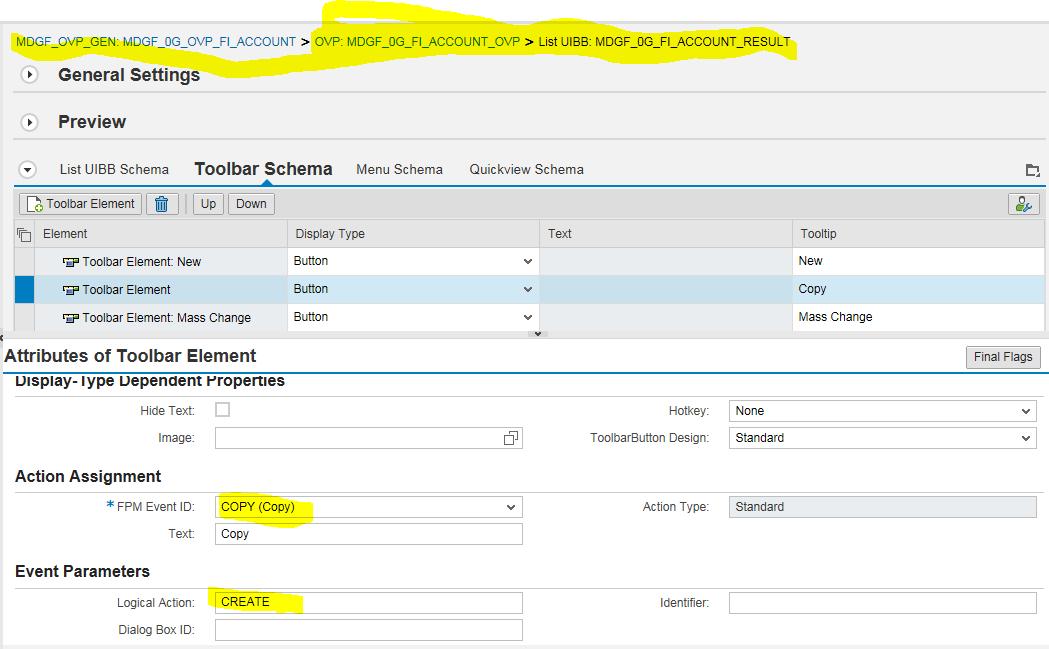 MDGF_OVP_GEN: MDGF_0G_OVP_FI_ACCOUNT > OVP: MDGF_0G_FI_ACCOUNT_OVP > List UIBB: MDGF_0G_FI_ACCOUNT_RESULT
General Settings
Preview
List UIBB Schema Toolbar Schema Menu Schema Quickview Schema
Toolbar Element Up Down
Element Display Type Text Tooltip
Toolbar Element: New Button New
Toolbar Element Button Copy
Toolbar Element: Mass Change Button Mass Change
Attributes of Toolbar Element Final Flags
Display-Type Dependent Properties
Hide Text: Hotkey: None
Image: ToolbarButton Design: Standard
Action Assignment
* FPM Event ID: COPY (Copy) Action Type: Standard
Text: Copy
Event Parameters
Logical Action: CREATE Identifier:
Dialog Box ID: